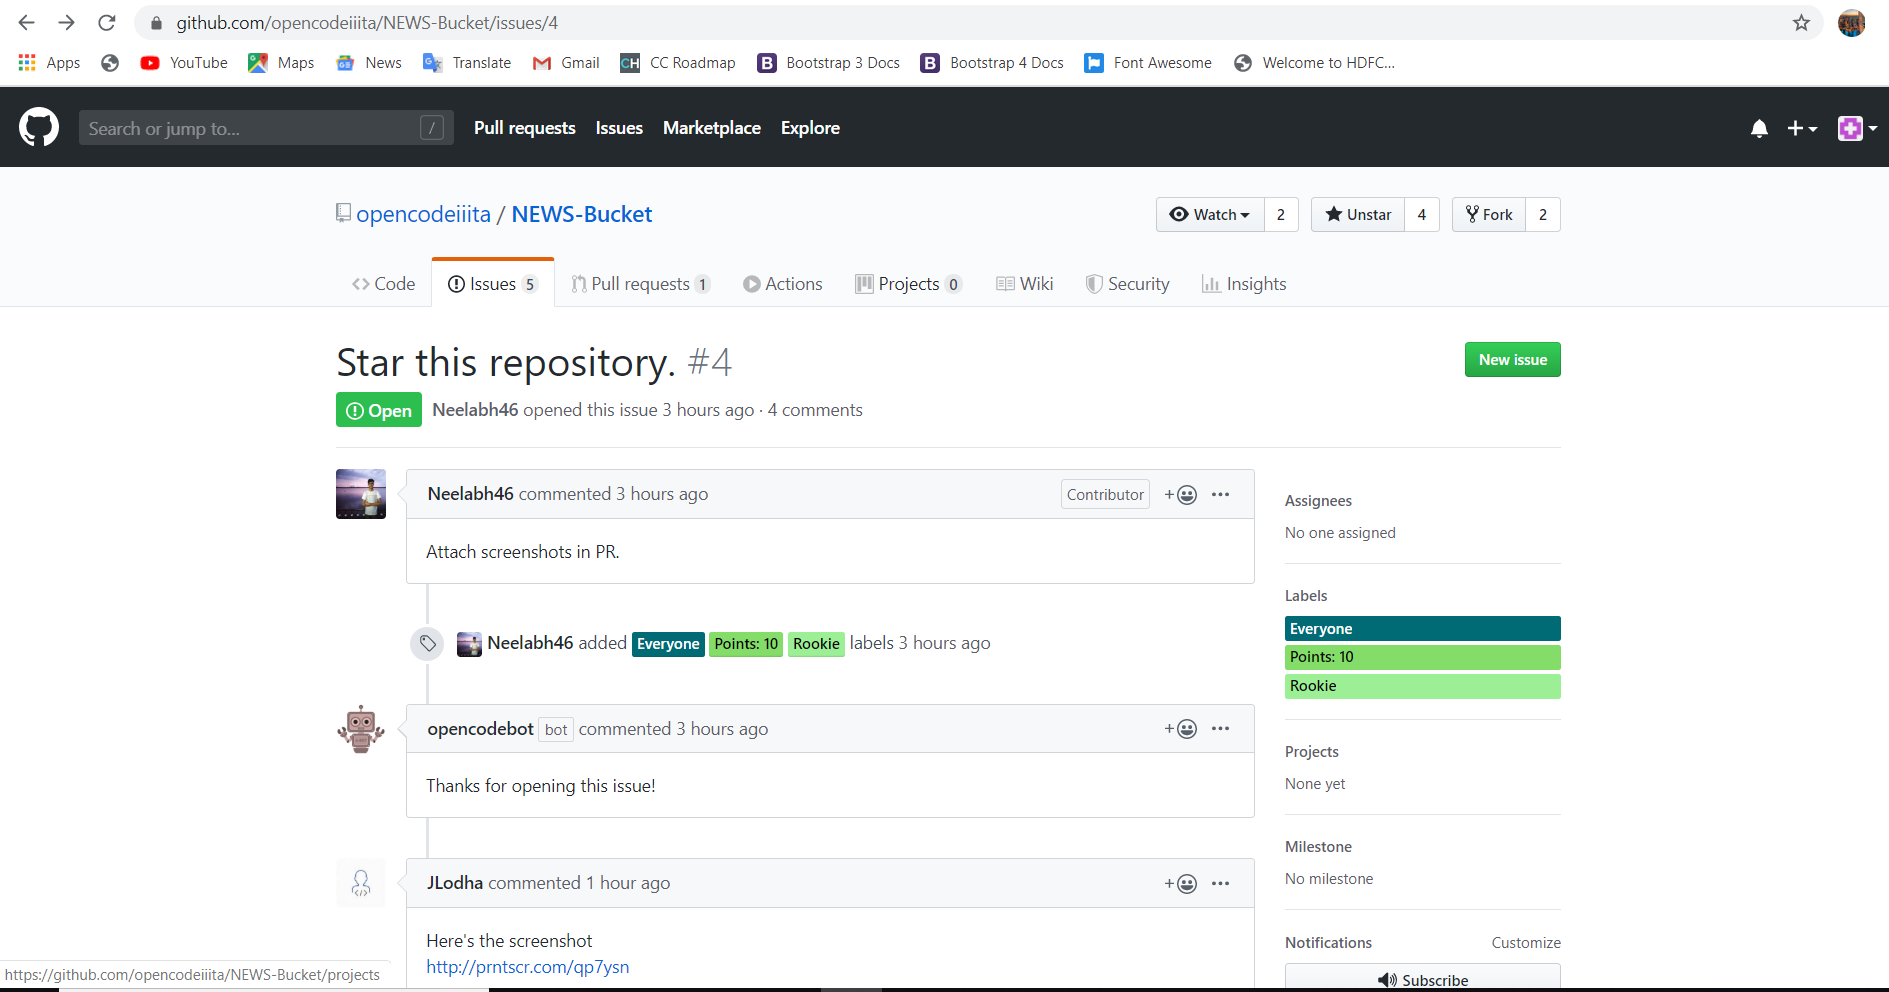 github.com/opencodeiiita/NEWS-Bucket/issues/4
Apps YouTube Maps News Translate Gmail CH CC Roadmap B Bootstrap 3 Docs B Bootstrap 4 Docs Font Awesome Welcome to HDFC...
Search or jump to... / Pull requests Issues Marketplace Explore
opencodeiiita / NEWS-Bucket Watch 2 Unstar 4 Fork 2
Code Issues 5 Pull requests 1 Actions Projects 0 Wiki Security Insights
Star this repository. #4 New issue
Open Neelabh46 opened this issue 3 hours ago · 4 comments
Neelabh46 commented 3 hours ago Contributor
Attach screenshots in PR.
Neelabh46 added Everyone Points: 10 Rookie labels 3 hours ago
opencodebot bot commented 3 hours ago
Thanks for opening this issue!
JLodha commented 1 hour ago
Here's the screenshot
http://prntscr.com/qp7ysn
Assignees
No one assigned
Labels
Everyone
Points: 10
Rookie
Projects
None yet
Milestone
No milestone
Notifications Customize
Subscribe
https://github.com/opencodeiiita/NEWS-Bucket/projects